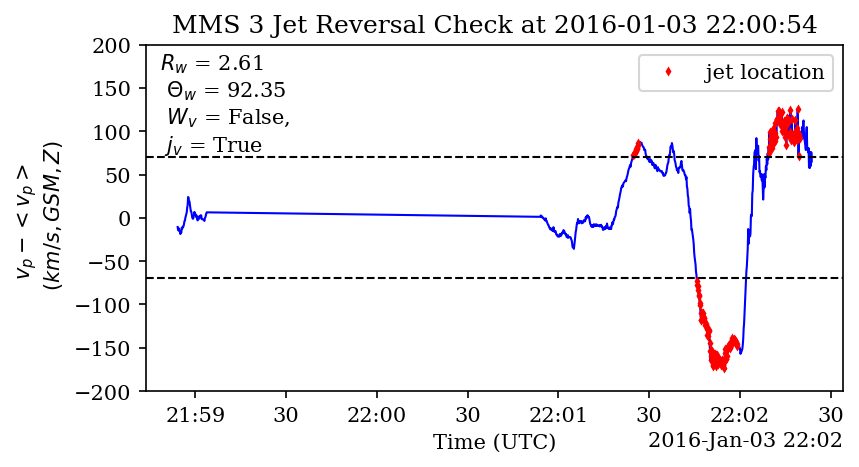 MMS 3 Jet Reversal Check at 2016-01-03 22:00:54
200
150
100
50
0
−50
−100
−150
−200
v_p − <v_p>
(km/s, GSM, Z)
R_w = 2.61
Θ_w = 92.35
W_v = False,
j_v = True
jet location
21:59 30 22:00 30 22:01 30 22:02 30
Time (UTC)
2016-Jan-03 22:02